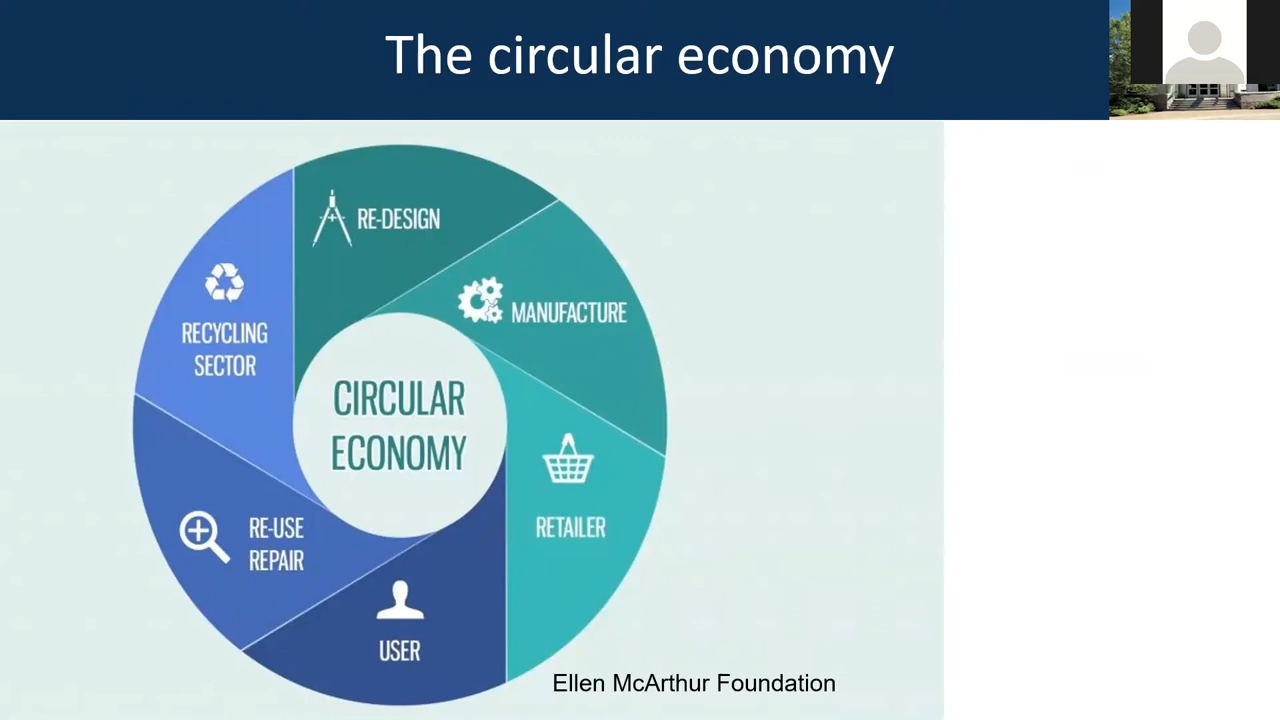 The circular economy
RE-DESIGN
MANUFACTURE
RETAILER
USER
RE-USE
REPAIR
RECYCLING
SECTOR
CIRCULAR
ECONOMY
Ellen McArthur Foundation